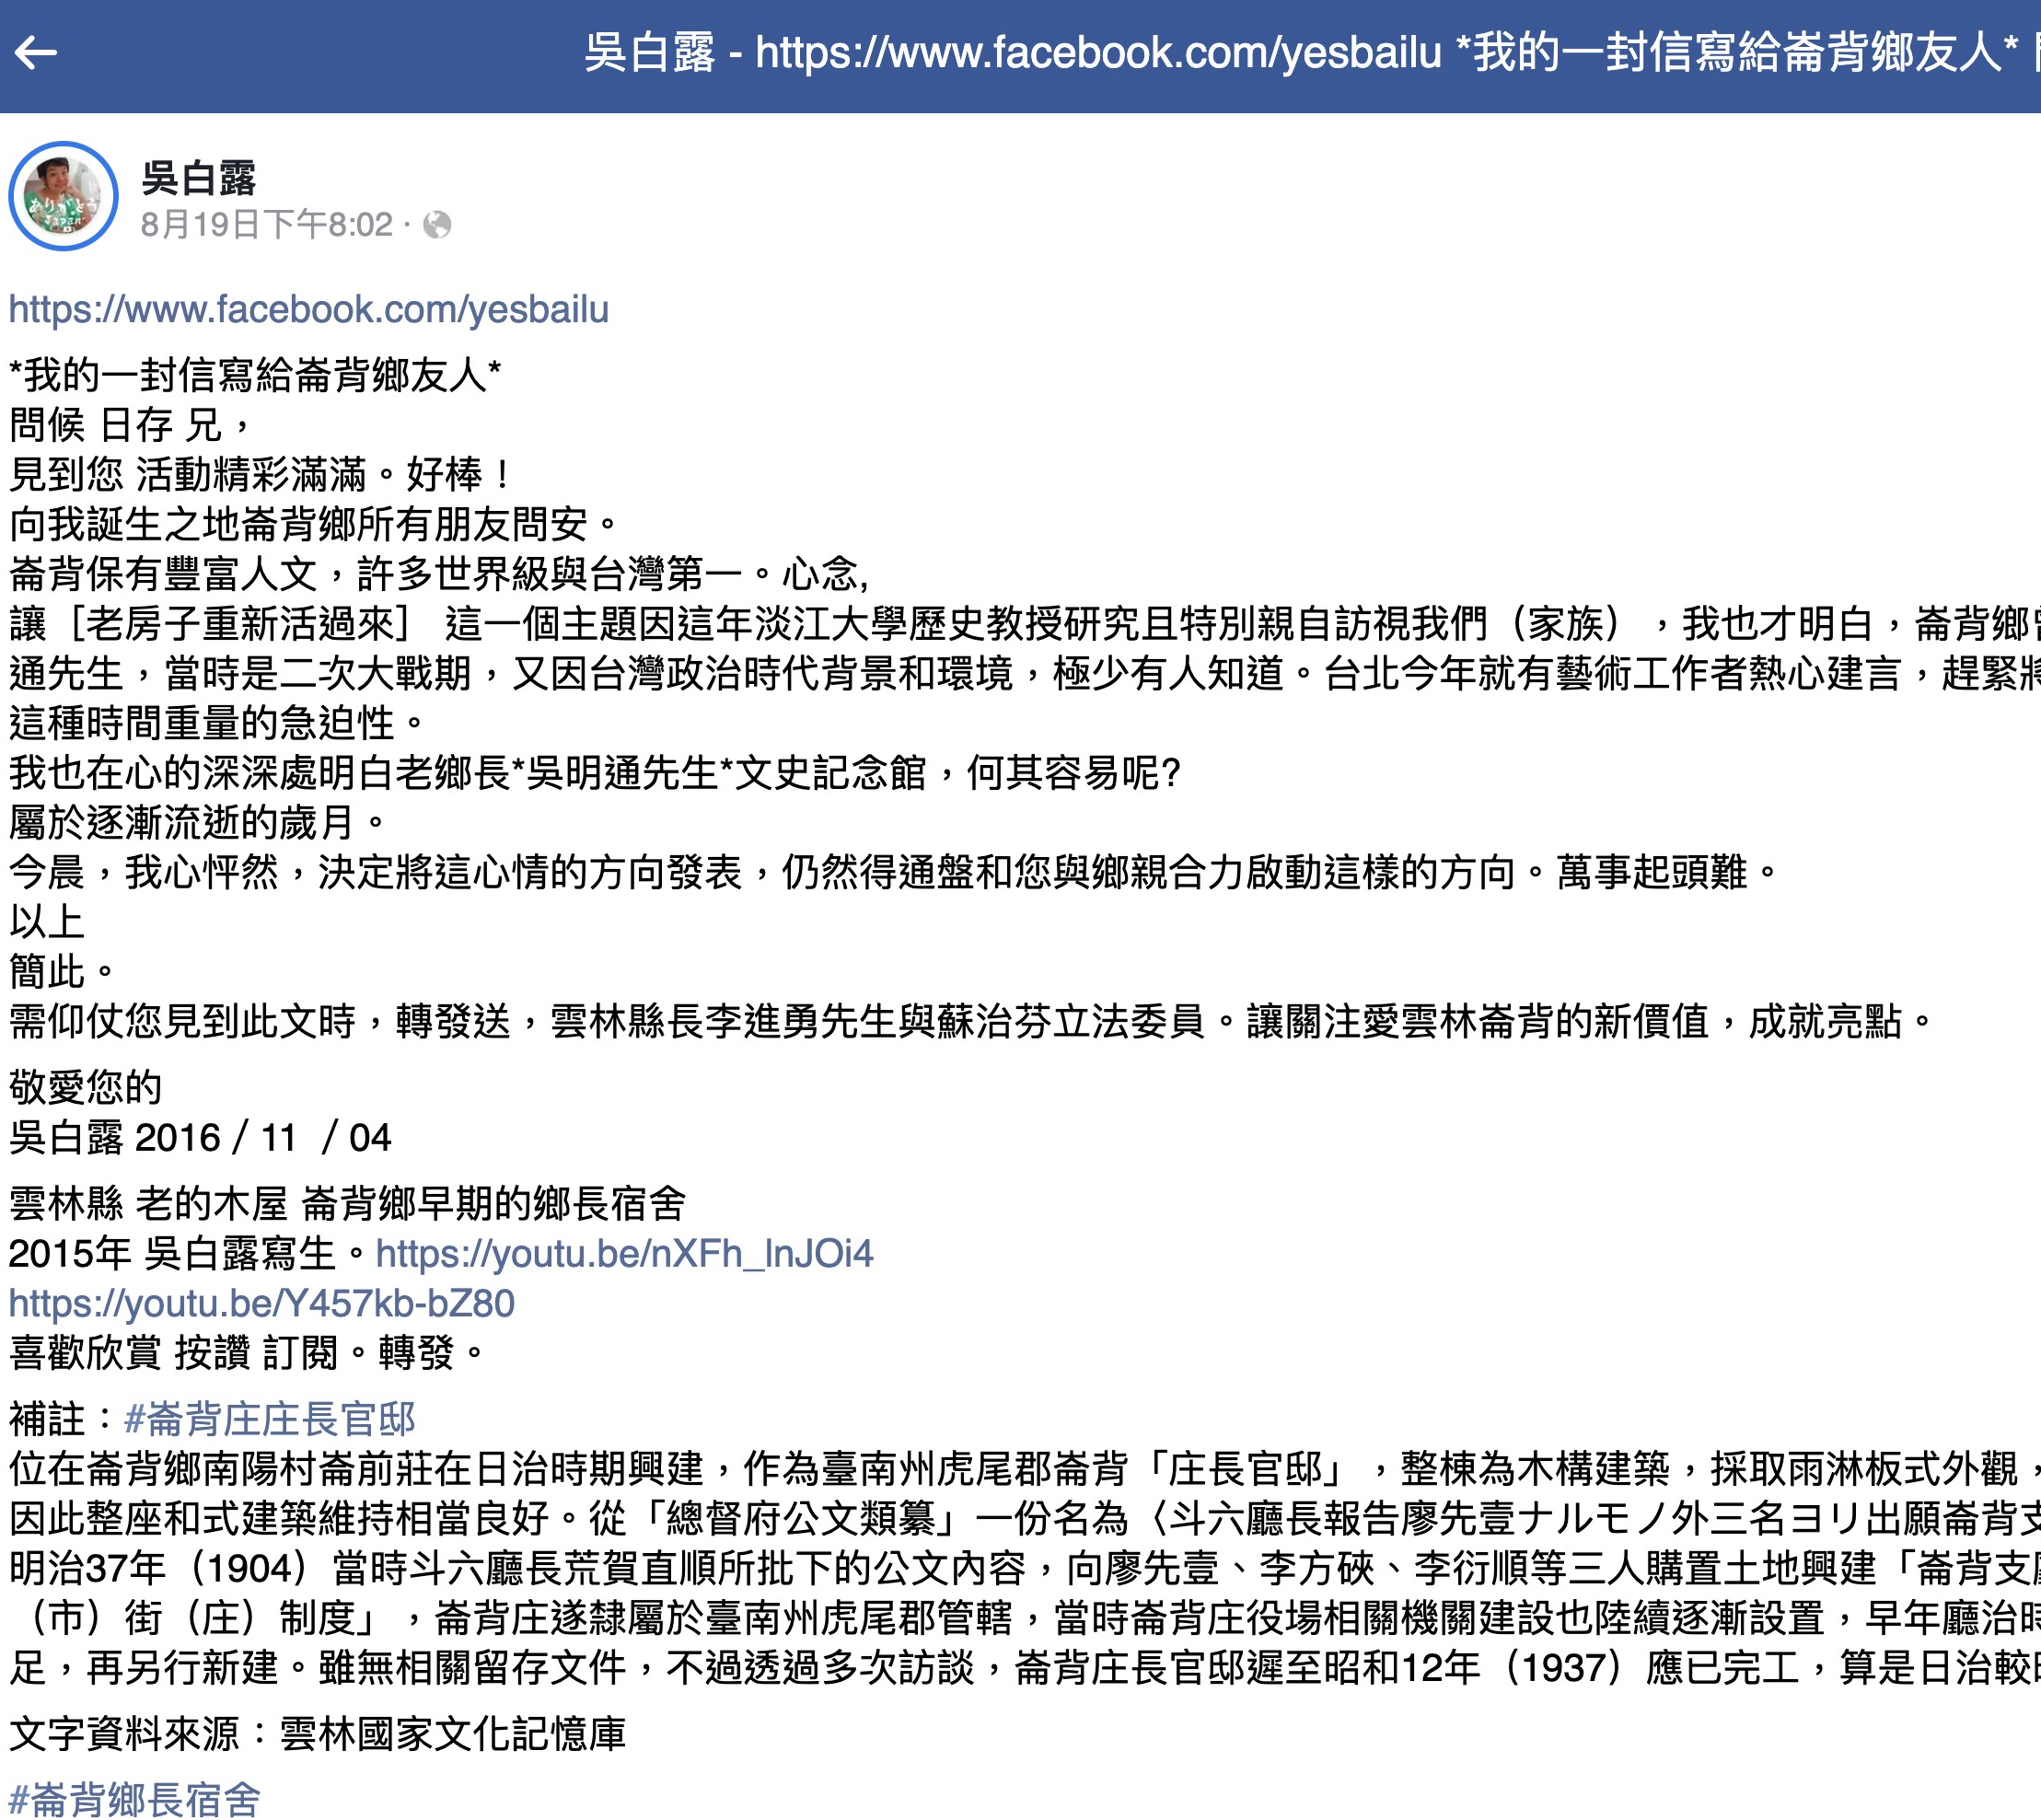 吳白露 - https://www.facebook.com/yesbailu *我的一封信寫給崙背鄉友人*
吳白露
8月19日下午8:02 ·
https://www.facebook.com/yesbailu
*我的一封信寫給崙背鄉友人*
問候 日存 兄，
見到您 活動精彩滿滿。好棒！
向我誕生之地崙背鄉所有朋友問安。
崙背保有豐富人文，許多世界級與台灣第一。心念,
讓［老房子重新活過來］ 這一個主題因這年淡江大學歷史教授研究且特別親自訪視我們（家族），我也才明白，崙背鄉
通先生，當時是二次大戰期，又因台灣政治時代背景和環境，極少有人知道。台北今年就有藝術工作者熱心建言，趕緊將
這種時間重量的急迫性。
我也在心的深深處明白老鄉長*吳明通先生*文史記念館，何其容易呢?
屬於逐漸流逝的歲月。
今晨，我心怦然，決定將這心情的方向發表，仍然得通盤和您與鄉親合力啟動這樣的方向。萬事起頭難。
以上
簡此。
需仰仗您見到此文時，轉發送，雲林縣長李進勇先生與蘇治芬立法委員。讓關注愛雲林崙背的新價值，成就亮點。
敬愛您的
吳白露 2016 / 11  / 04
雲林縣 老的木屋 崙背鄉早期的鄉長宿舍
2015年 吳白露寫生。https://youtu.be/nXFh_lnJOi4
https://youtu.be/Y457kb-bZ80
喜歡欣賞 按讚 訂閱。轉發。
補註：#崙背庄庄長官邸
位在崙背鄉南陽村崙前莊在日治時期興建，作為臺南州虎尾郡崙背「庄長官邸」，整棟為木構建築，採取雨淋板式外觀，
因此整座和式建築維持相當良好。從「總督府公文類纂」一份名為〈斗六廳長報告廖先壹ナルモノ外三名ヨリ出願崙背支
明治37年（1904）當時斗六廳長荒賀直順所批下的公文內容，向廖先壹、李方硤、李衍順等三人購置土地興建「崙背支廳
（市）街（庄）制度」，崙背庄遂隸屬於臺南州虎尾郡管轄，當時崙背庄役場相關機關建設也陸續逐漸設置，早年廳治時
足，再另行新建。雖無相關留存文件，不過透過多次訪談，崙背庄長官邸遲至昭和12年（1937）應已完工，算是日治較
文字資料來源：雲林國家文化記憶庫
#崙背鄉長宿舍